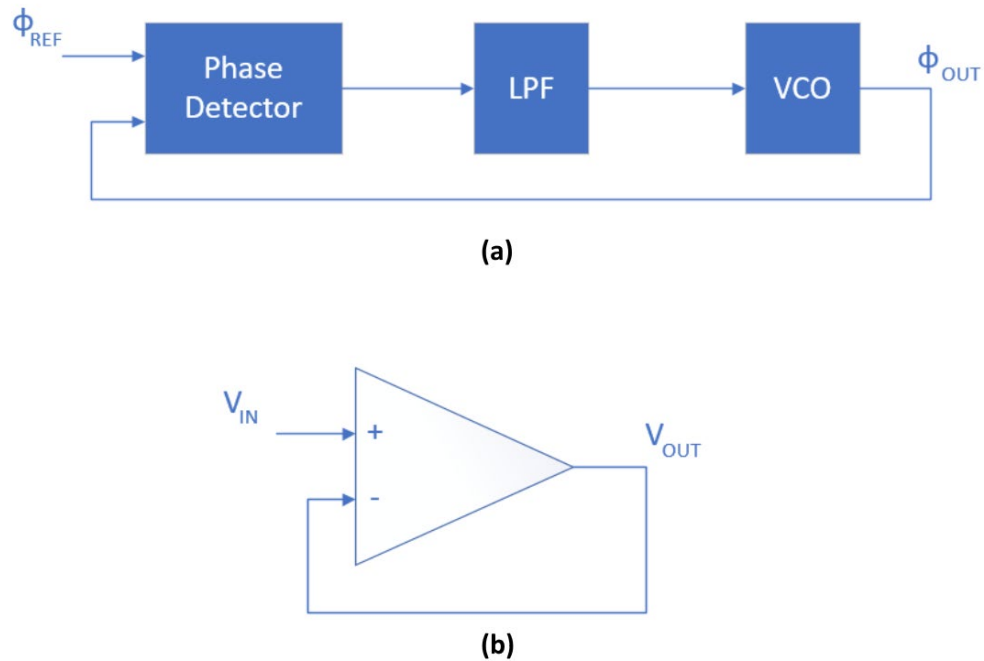 ϕREF
Phase
Detector
LPF
VCO
ϕOUT
(a)
VIN
+
-
VOUT
(b)